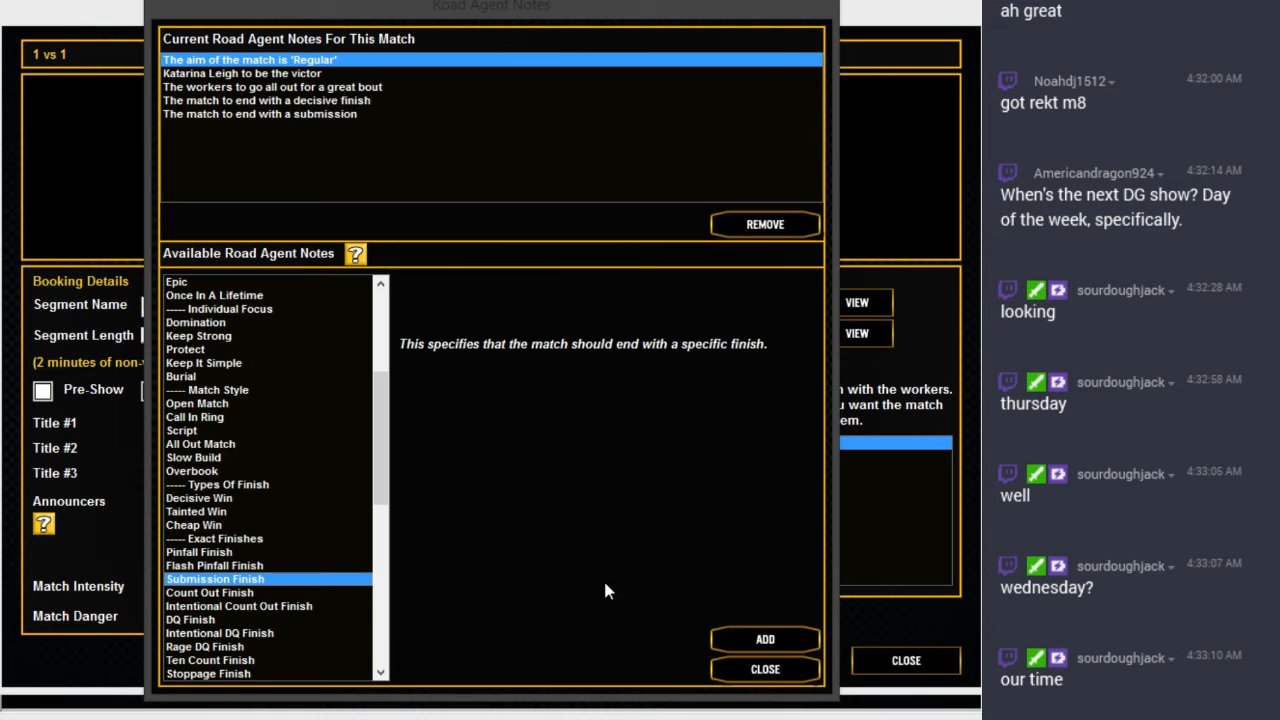 Road Agent Notes
1 vs 1
Current Road Agent Notes For This Match
The aim of the match is 'Regular'
Katarina Leigh to be the victor
The workers to go all out for a great bout
The match to end with a decisive finish
The match to end with a submission
REMOVE
Available Road Agent Notes ?
Epic
Once In A Lifetime
----- Individual Focus
Domination
Keep Strong
Protect
Keep It Simple
Burial
----- Match Style
Open Match
Call In Ring
Script
All Out Match
Slow Build
Overbook
----- Types Of Finish
Decisive Win
Tainted Win
Cheap Win
----- Exact Finishes
Pinfall Finish
Flash Pinfall Finish
Submission Finish
Count Out Finish
Intentional Count Out Finish
DQ Finish
Intentional DQ Finish
Rage DQ Finish
Ten Count Finish
Stoppage Finish
This specifies that the match should end with a specific finish.
ADD
CLOSE
Booking Details
Segment Name
Segment Length
(2 minutes of non-
Pre-Show
Title #1
Title #2
Title #3
Announcers
?
Match Intensity
Match Danger
VIEW
VIEW
with the workers.
want the match
em.
CLOSE
ah great
Noahdj1512 4:32:00 AM
got rekt m8
Americandragon924 4:32:14 AM
When's the next DG show? Day
of the week, specifically.
sourdoughjack 4:32:28 AM
looking
sourdoughjack 4:32:58 AM
thursday
sourdoughjack 4:33:05 AM
well
sourdoughjack 4:33:07 AM
wednesday?
sourdoughjack 4:33:10 AM
our time